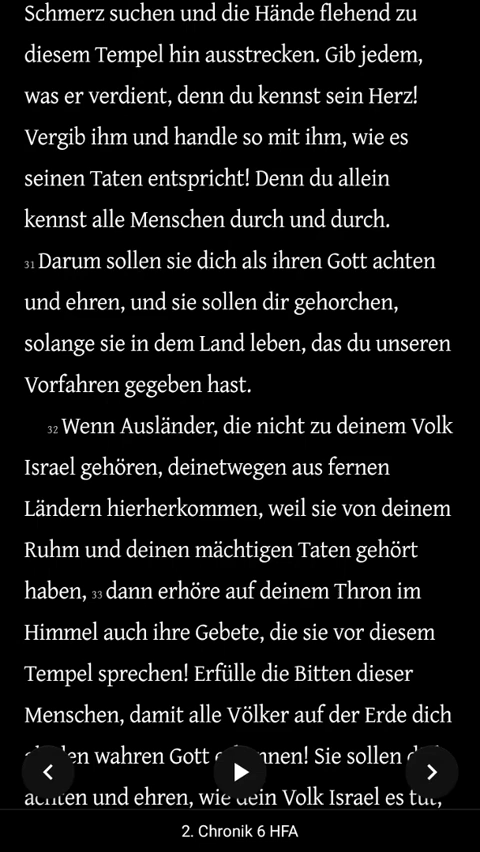 Schmerz suchen und die Hände flehend zu
diesem Tempel hin ausstrecken. Gib jedem,
was er verdient, denn du kennst sein Herz!
Vergib ihm und handle so mit ihm, wie es
seinen Taten entspricht! Denn du allein
kennst alle Menschen durch und durch.
31 Darum sollen sie dich als ihren Gott achten
und ehren, und sie sollen dir gehorchen,
solange sie in dem Land leben, das du unseren
Vorfahren gegeben hast.
32 Wenn Ausländer, die nicht zu deinem Volk
Israel gehören, deinetwegen aus fernen
Ländern hierherkommen, weil sie von deinem
Ruhm und deinen mächtigen Taten gehört
haben, 33 dann erhöre auf deinem Thron im
Himmel auch ihre Gebete, die sie vor diesem
Tempel sprechen! Erfülle die Bitten dieser
Menschen, damit alle Völker auf der Erde dich
wahren Gott Sie sollen
achten und ehren, wie dein Volk Israel es tut,
2. Chronik 6 HFA